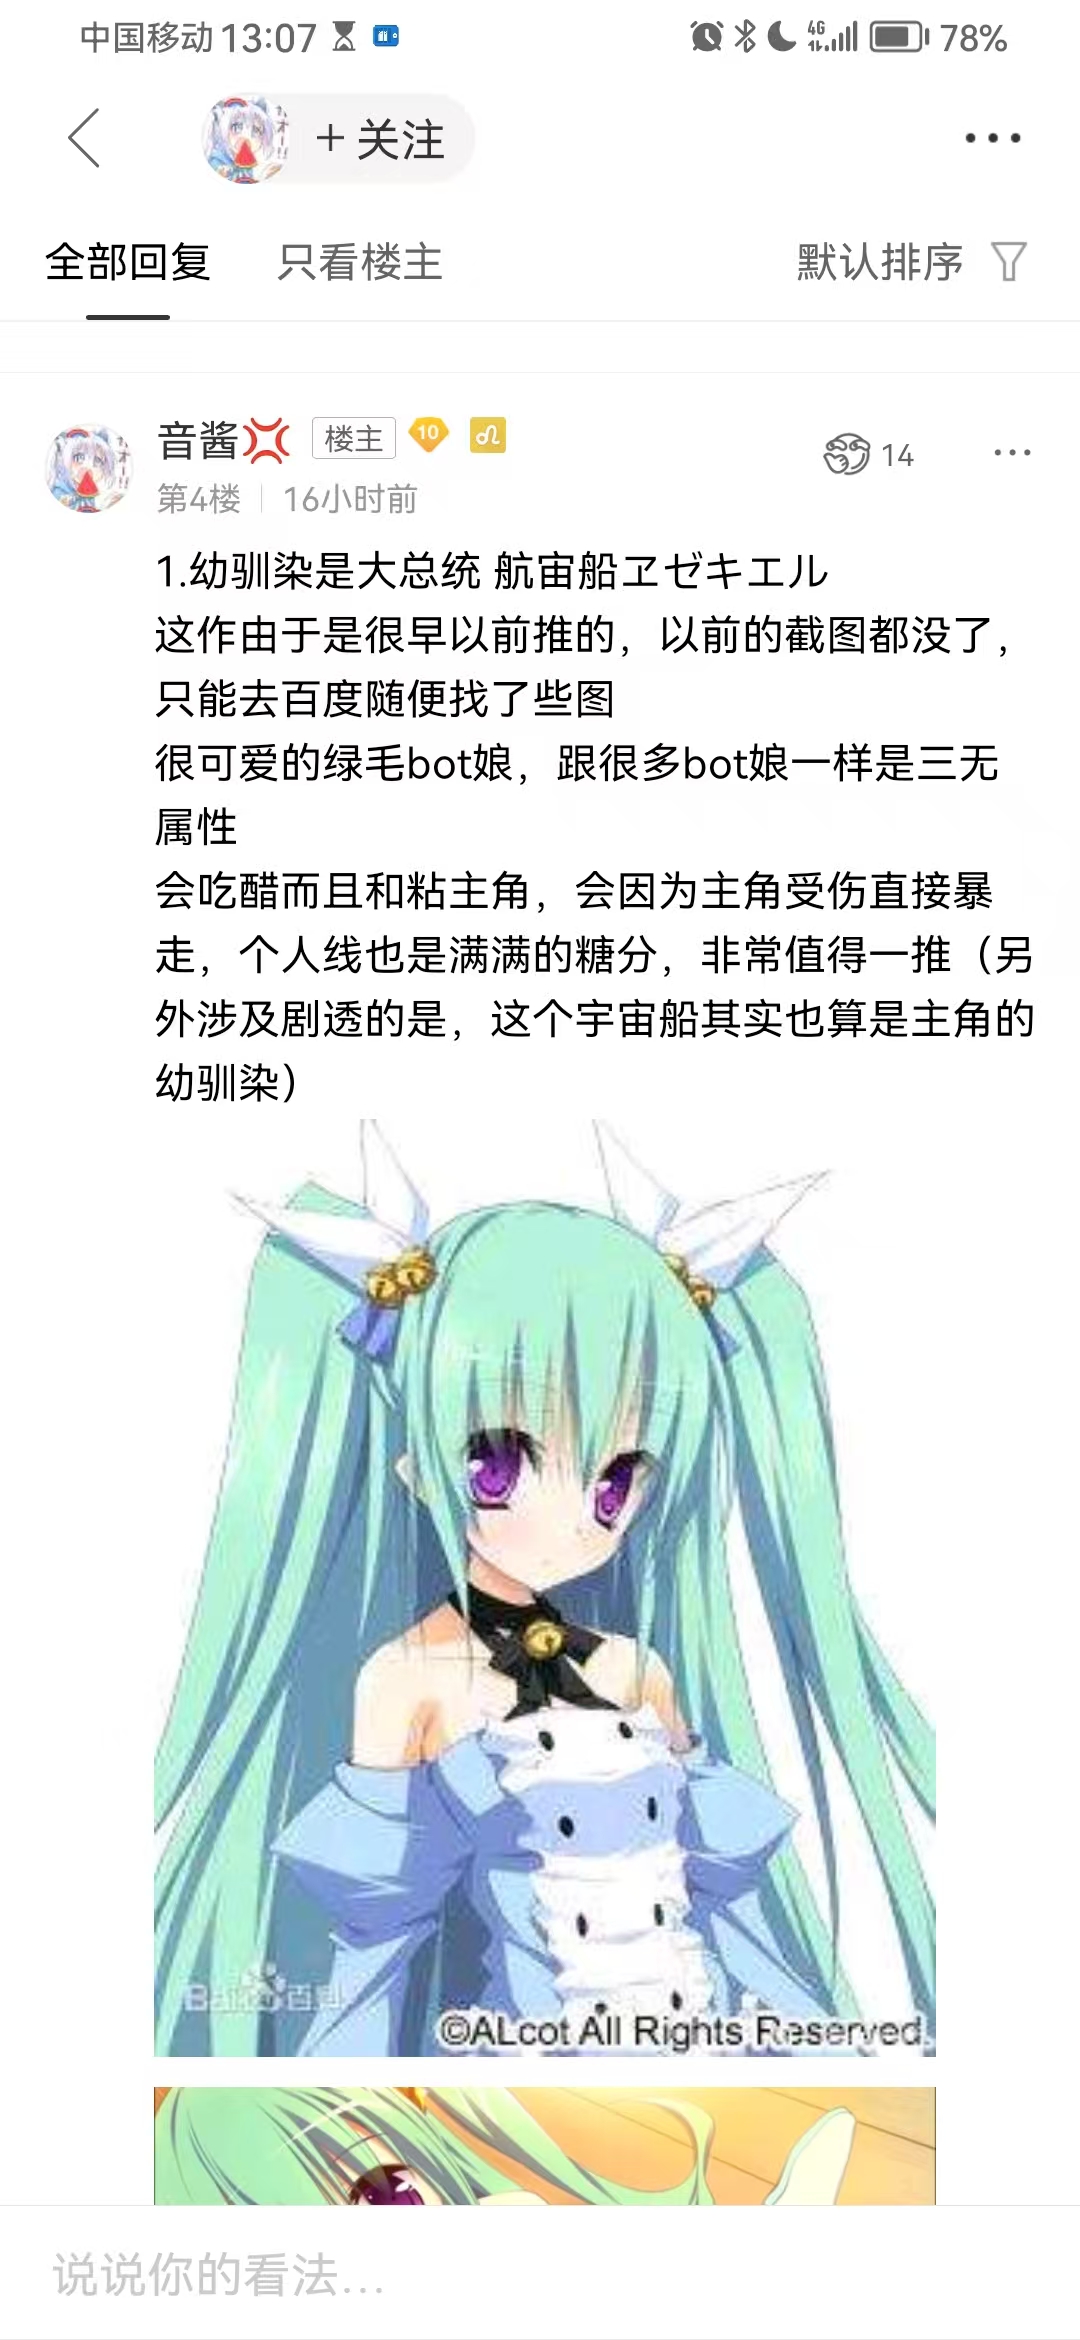 中国移动 13:07 4G 78%
+ 关注
全部回复 只看楼主 默认排序
音酱 楼主 10 14
第4楼 16小时前
1.幼驯染是大总统 航宙船ヱゼキエル
这作由于是很早以前推的，以前的截图都没了，
只能去百度随便找了些图
很可爱的绿毛bot娘，跟很多bot娘一样是三无
属性
会吃醋而且和粘主角，会因为主角受伤直接暴
走，个人线也是满满的糖分，非常值得一推（另
外涉及剧透的是，这个宇宙船其实也算是主角的
幼驯染）
Baidu百科
©ALcot All Rights Reserved.
说说你的看法...